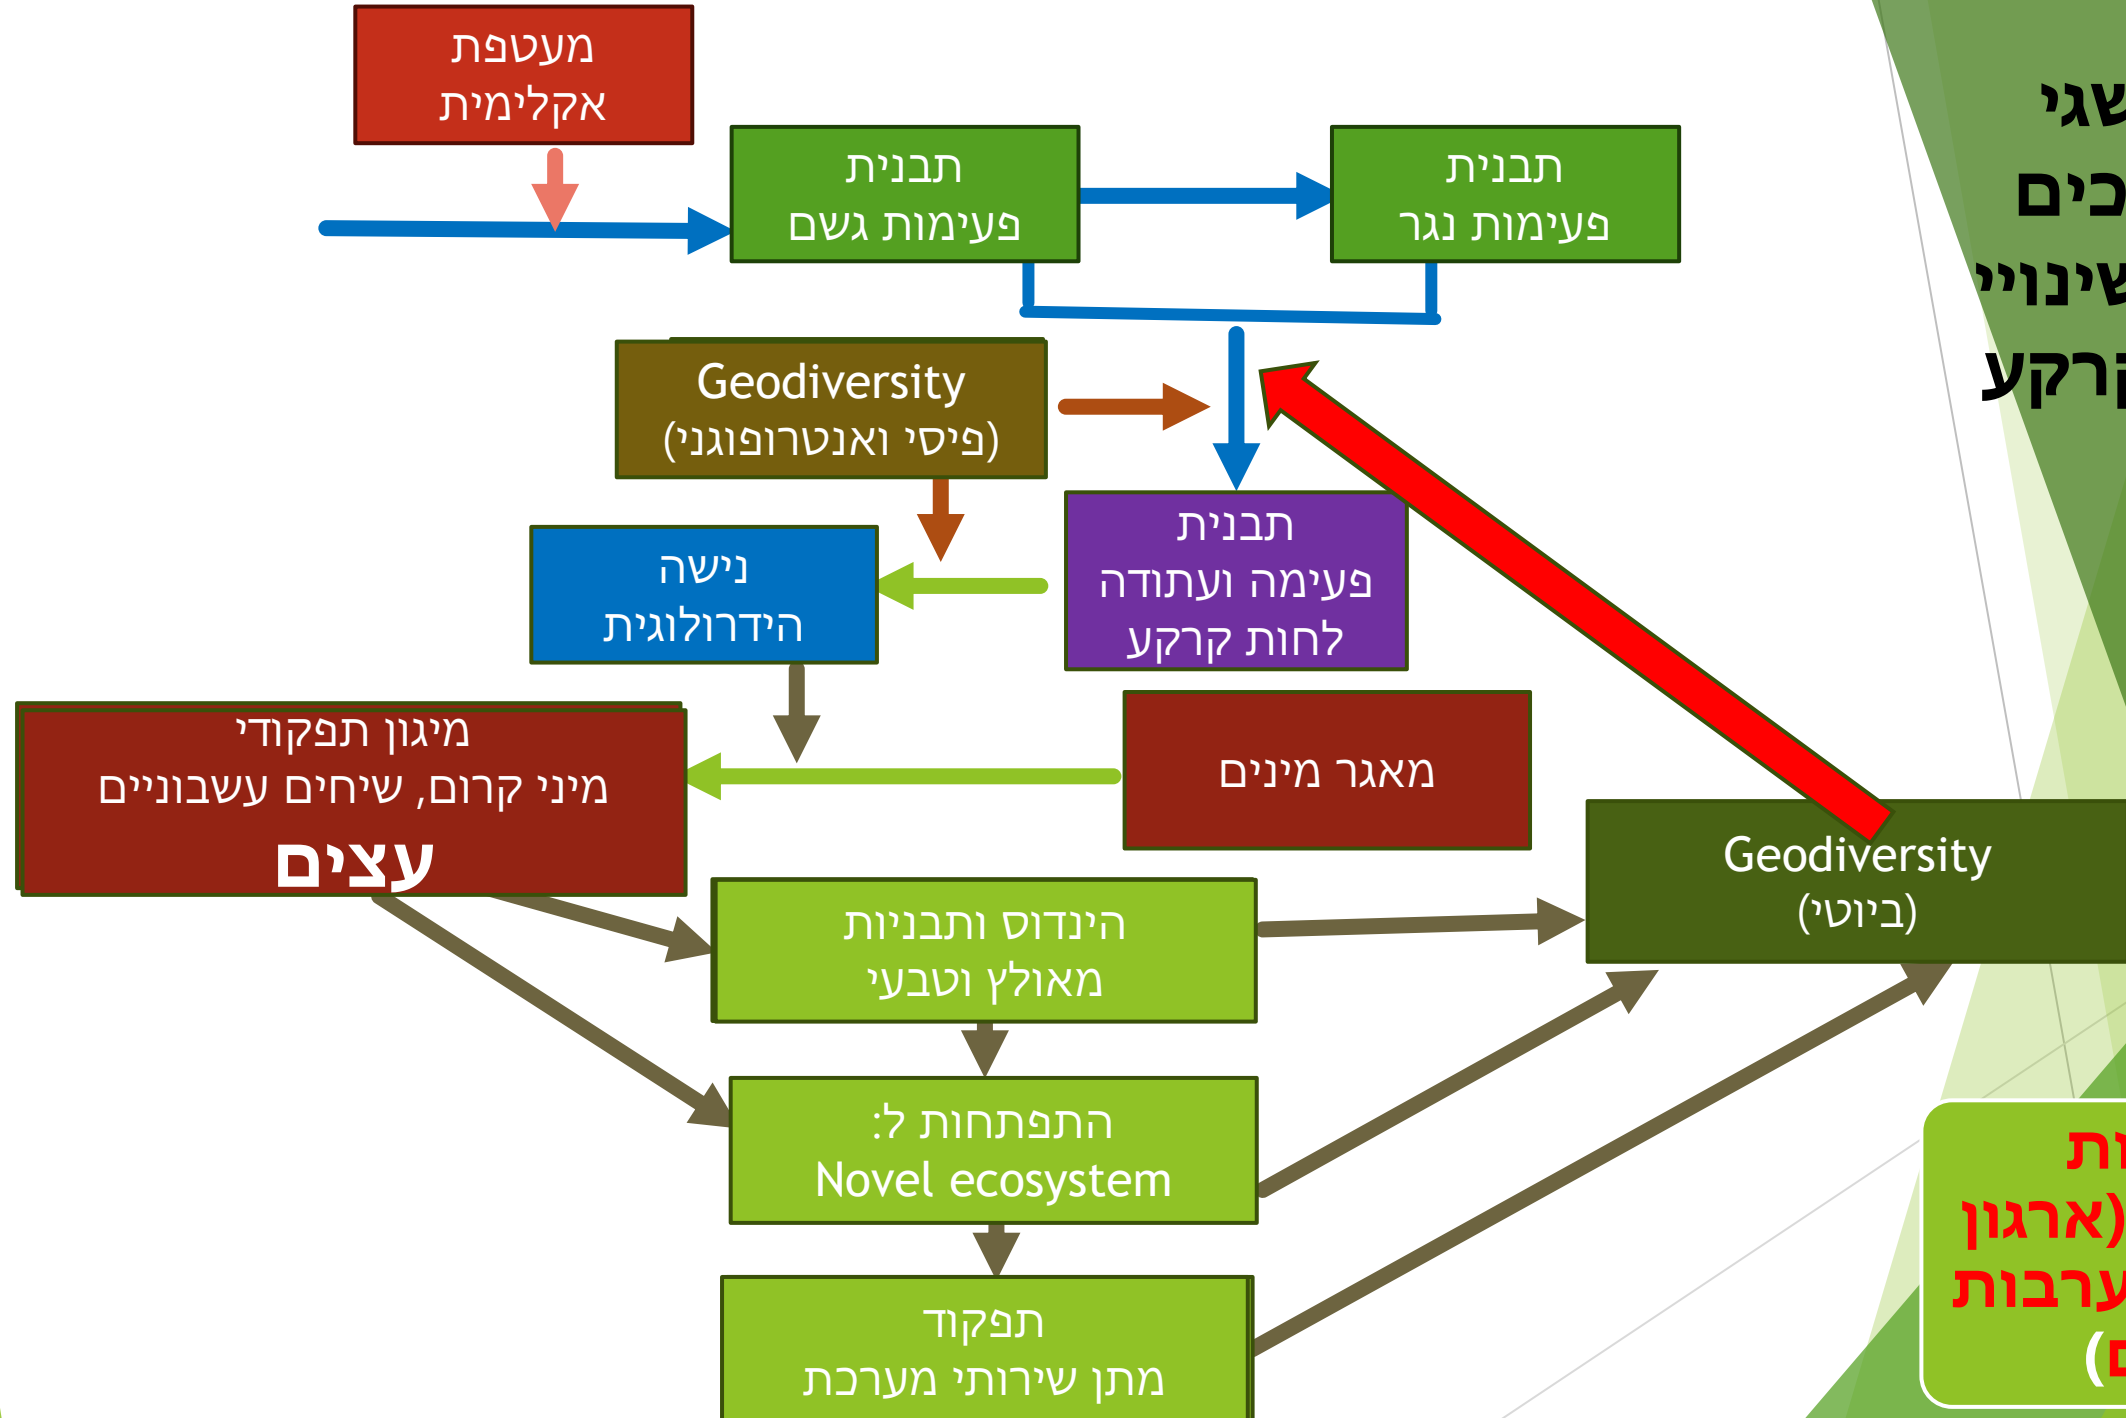 מעטפת
אקלימית
תבנית
פעימות גשם
תבנית
פעימות נגר
Geodiversity
(פיסי ואנטרופוגני)
תבנית
פעימה ועתודה
לחות קרקע
נישה
הידרולוגית
מיגון תפקודי
מיני קרום, שיחים עשבוניים
עצים
מאגר מינים
Geodiversity
(ביוטי)
הינדוס ותבניות
מאולץ וטבעי
התפתחות ל:
Novel ecosystem
תפקוד
מתן שירותי מערכת
(ארגון